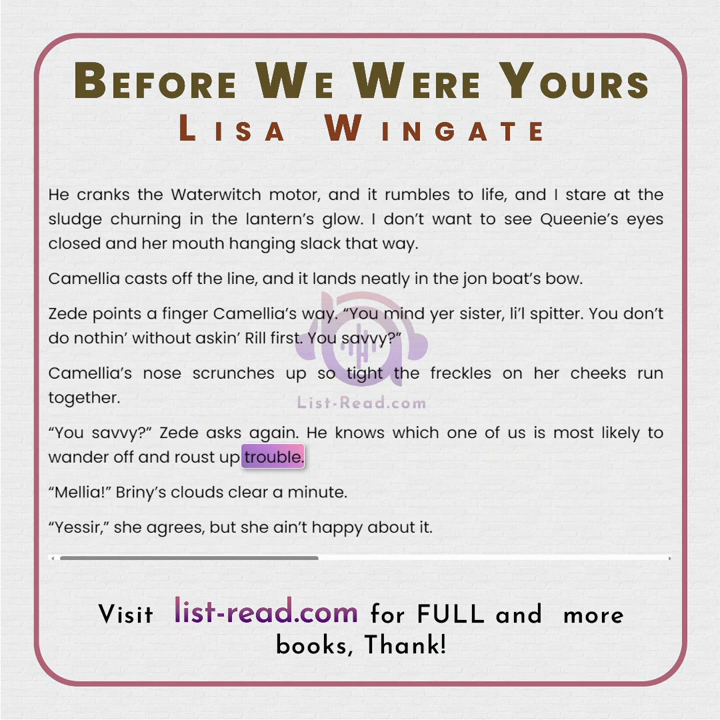 BEFORE WE WERE YOURS
LISA WINGATE
He cranks the Waterwitch motor, and it rumbles to life, and I stare at the
sludge churning in the lantern’s glow. I don’t want to see Queenie’s eyes
closed and her mouth hanging slack that way.
Camellia casts off the line, and it lands neatly in the jon boat’s bow.
Zede points a finger Camellia’s way. “You mind yer sister, li’l spitter. You don’t
do nothin’ without askin’ Rill first. You savvy?”
Camellia’s nose scrunches up so tight the freckles on her cheeks run
together.
List-Read.com
“You savvy?” Zede asks again. He knows which one of us is most likely to
wander off and roust up trouble.
“Mellia!” Briny’s clouds clear a minute.
“Yessir,” she agrees, but she ain’t happy about it.
Visit list-read.com for FULL and more
books, Thank!